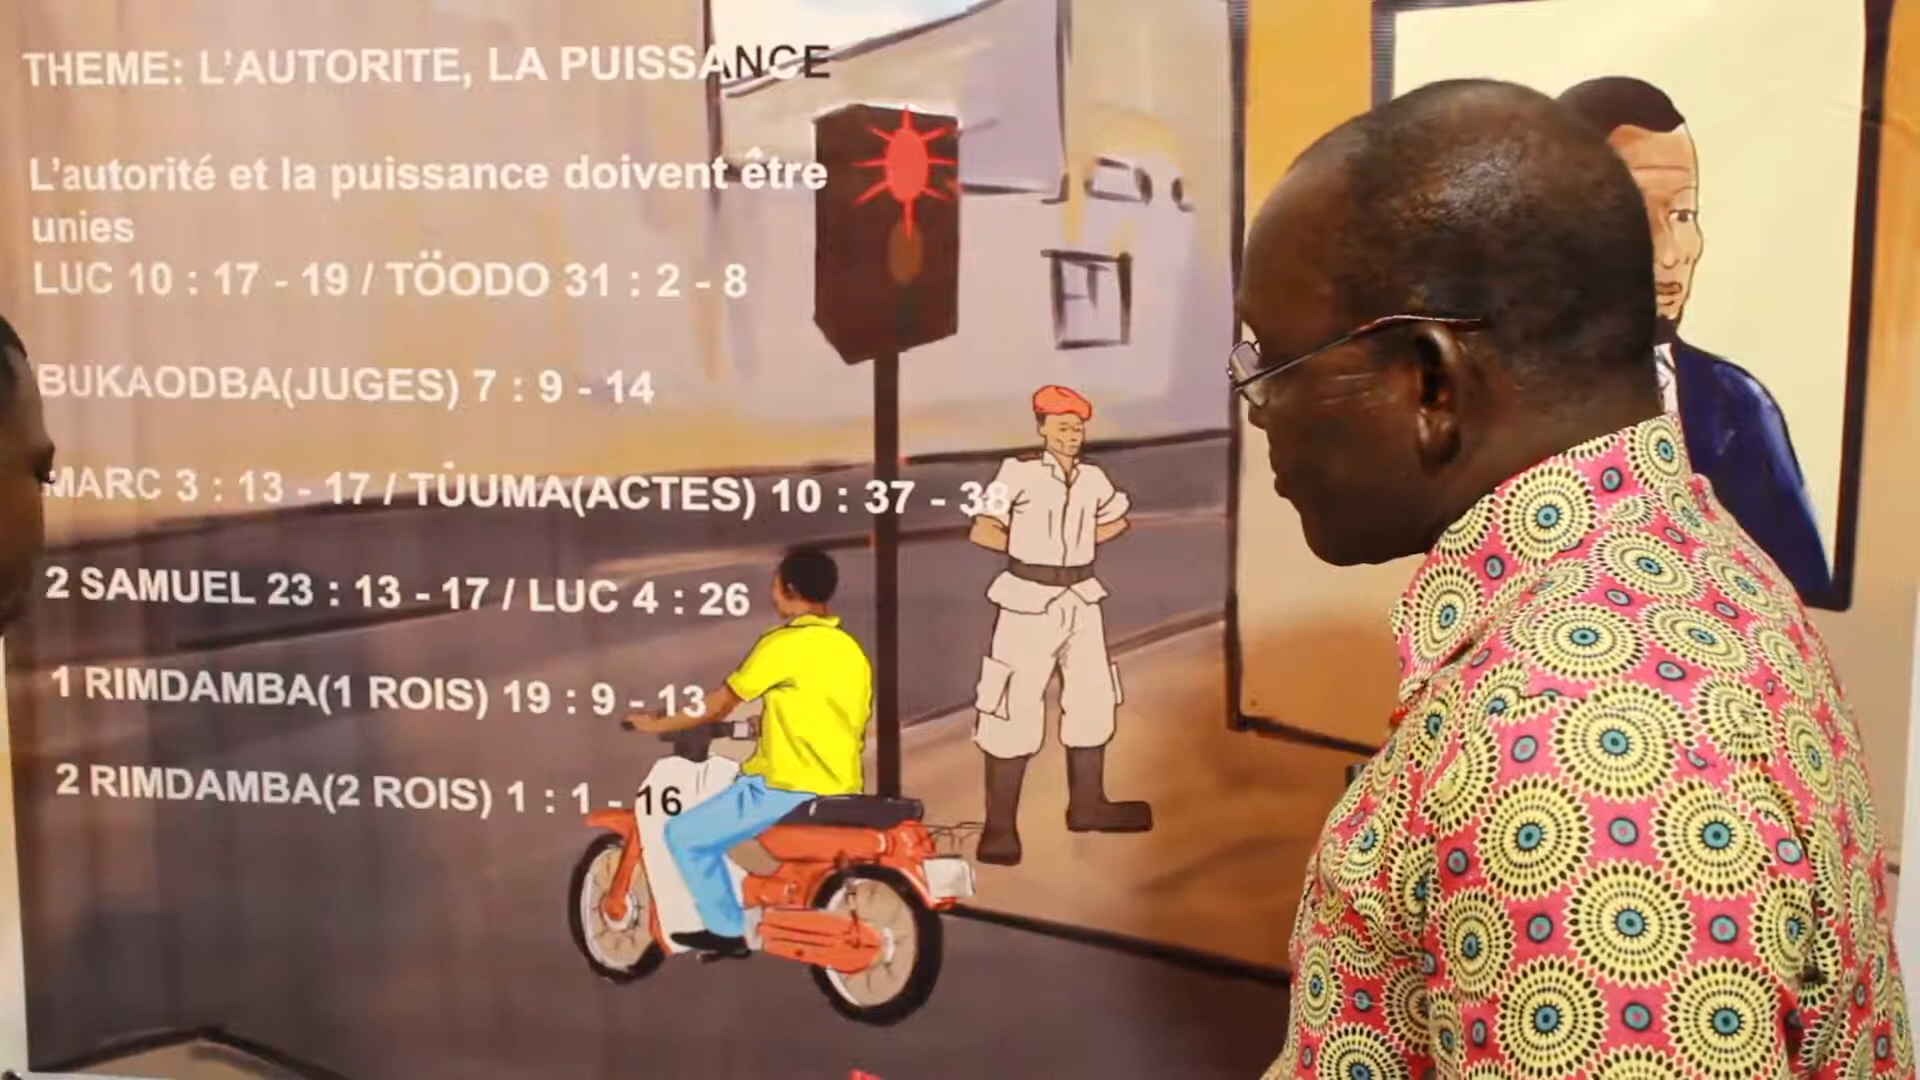 THEME: L'AUTORITE, LA PUISSANCE
L'autorité et la puissance doivent être
unies
LUC 10 : 17 - 19 / TÖODO 31 : 2 - 8
BUKAODBA(JUGES) 7 : 9 - 14
MARC 3 : 13 - 17 / TÛUMA(ACTES) 10 : 37 - 38
2 SAMUEL 23 : 13 - 17 / LUC 4 : 26
1 RIMDAMBA(1 ROIS) 19 : 9 - 13
2 RIMDAMBA(2 ROIS) 1 : 1 - 16